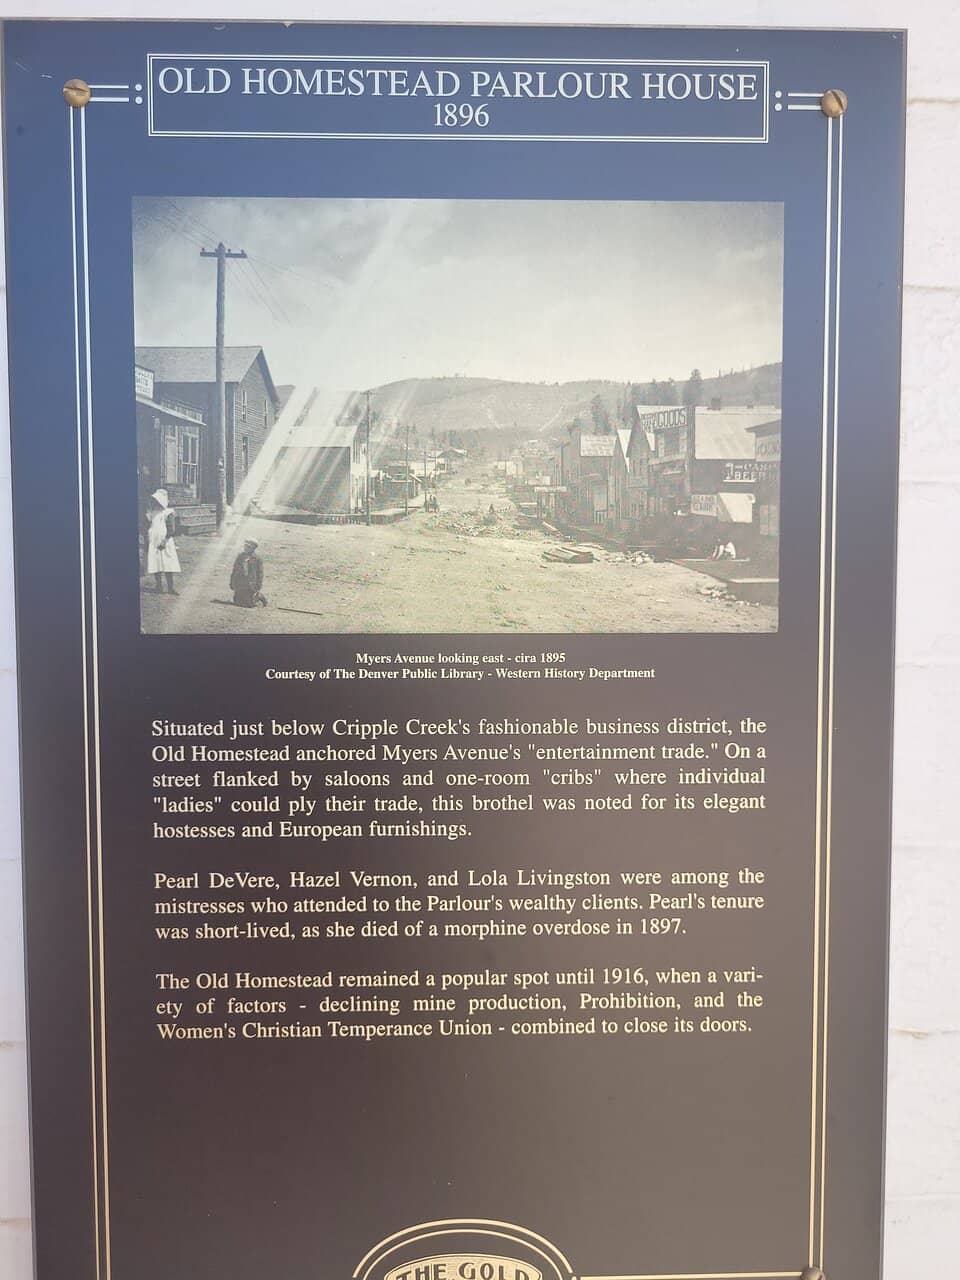 OLD HOMESTEAD PARLOUR HOUSE
1896
GOODS
BEER
Myers Avenue looking east - cira 1895
Courtesy of The Denver Public Library - Western History Department
Situated just below Cripple Creek's fashionable business district, the
Old Homestead anchored Myers Avenue's "entertainment trade." On a
street flanked by saloons and one-room "cribs" where individual
"ladies" could ply their trade, this brothel was noted for its elegant
hostesses and European furnishings.
Pearl DeVere, Hazel Vernon, and Lola Livingston were among the
mistresses who attended to the Parlour's wealthy clients. Pearl's tenure
was short-lived, as she died of a morphine overdose in 1897.
The Old Homestead remained a popular spot until 1916, when a vari-
ety of factors - declining mine production, Prohibition, and the
Women's Christian Temperance Union - combined to close its doors.
THE GOLD